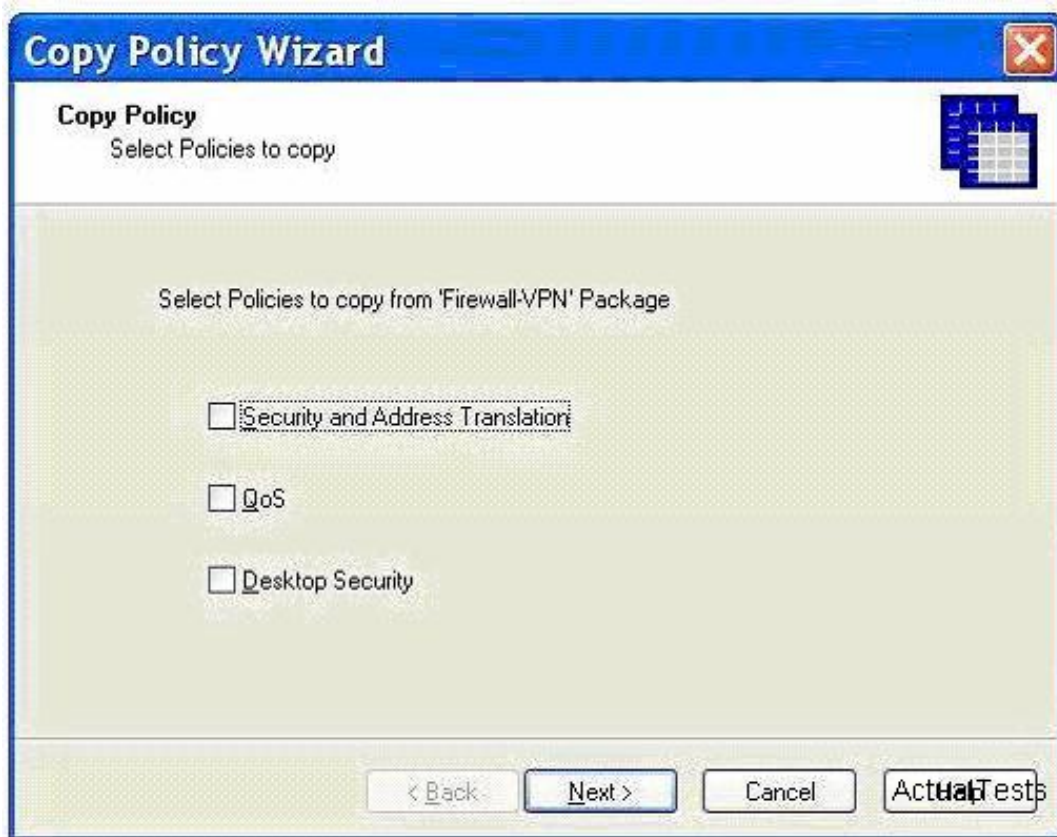 Copy Policy Wizard
Copy Policy
Select Policies to copy
Select Policies to copy from 'Firewall-VPN' Package
Security and Address Translation
QoS
Desktop Security
< Back
Next >
Cancel
ActualTests